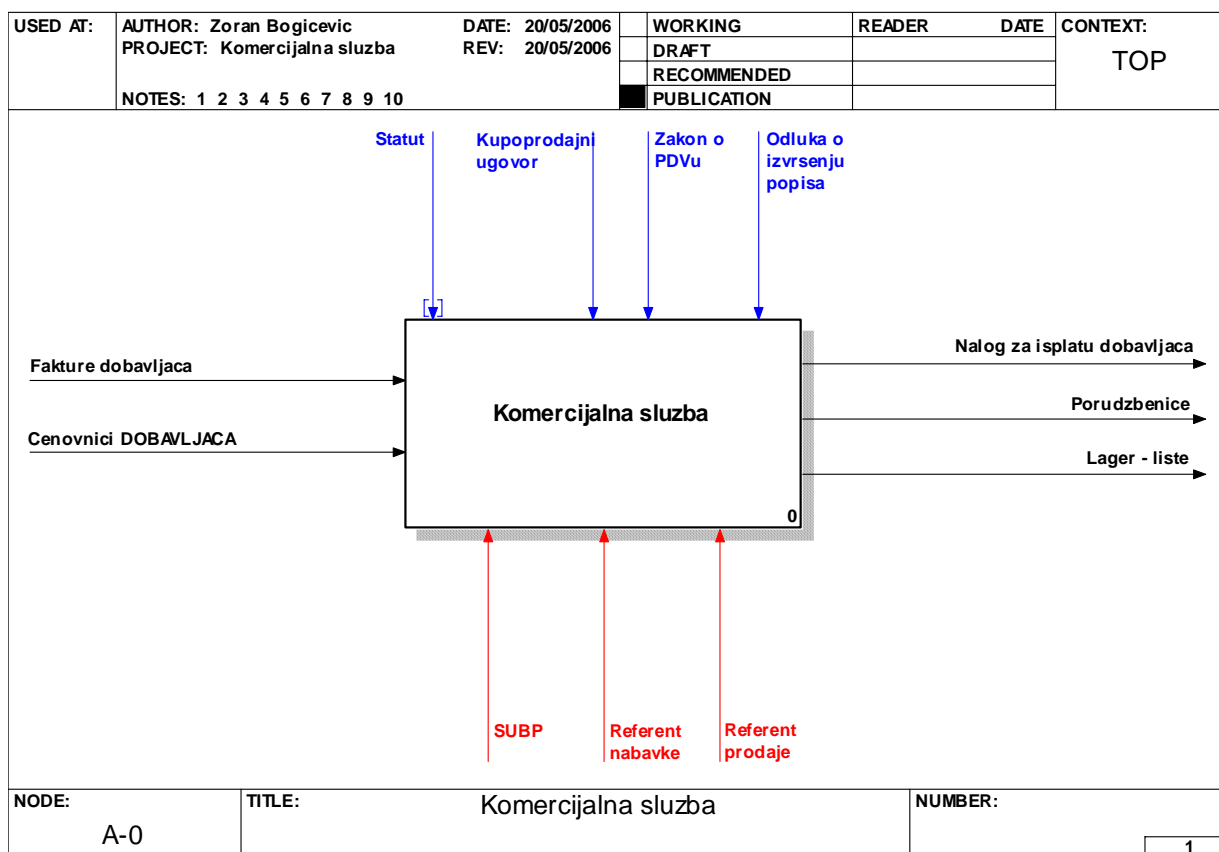 USED AT:
AUTHOR: Zoran Bogicevic
DATE: 20/05/2006
PROJECT: Komercijalna sluzba
REV: 20/05/2006
NOTES: 1 2 3 4 5 6 7 8 9 10
WORKING
DRAFT
RECOMMENDED
PUBLICATION
READER DATE
CONTEXT:
TOP
Statut
Kupoprodajni
ugovor
Zakon o
PDVu
Odluka o
izvrsenju
popisa
Fakture dobavljaca
Cenovnici DOBAVLJACA
Komercijalna sluzba
0
Nalog za isplatu dobavljaca
Porudzbenice
Lager - liste
SUBP
Referent
nabavke
Referent
prodaje
NODE:
A-0
TITLE:
Komercijalna sluzba
NUMBER:
1